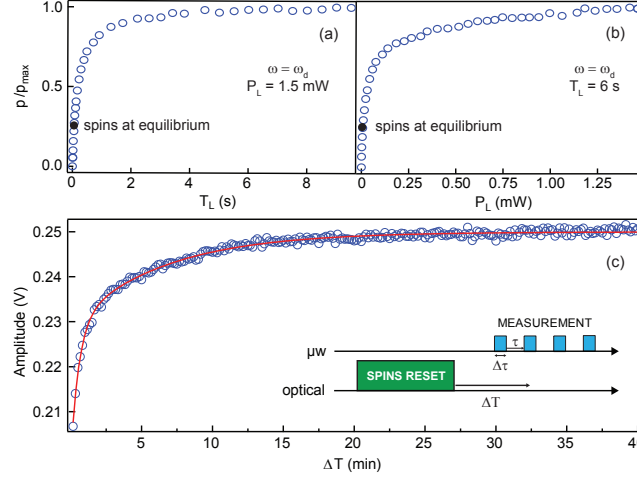 (a)
ω = ω_d
P_L = 1.5 mW
spins at equilibrium
p/p_max
1.0
0.5
0.0
0 2 4 6 8
T_L (s)
(b)
ω = ω_d
T_L = 6 s
spins at equilibrium
0 0.25 0.50 0.75 1.00 1.25
P_L (mW)
(c)
Amplitude (V)
0.25
0.24
0.23
0.22
0.21
MEASUREMENT
τ
μw
Δτ
SPINS RESET
optical
ΔT
5 10 15 20 25 30 35 40
ΔT (min)